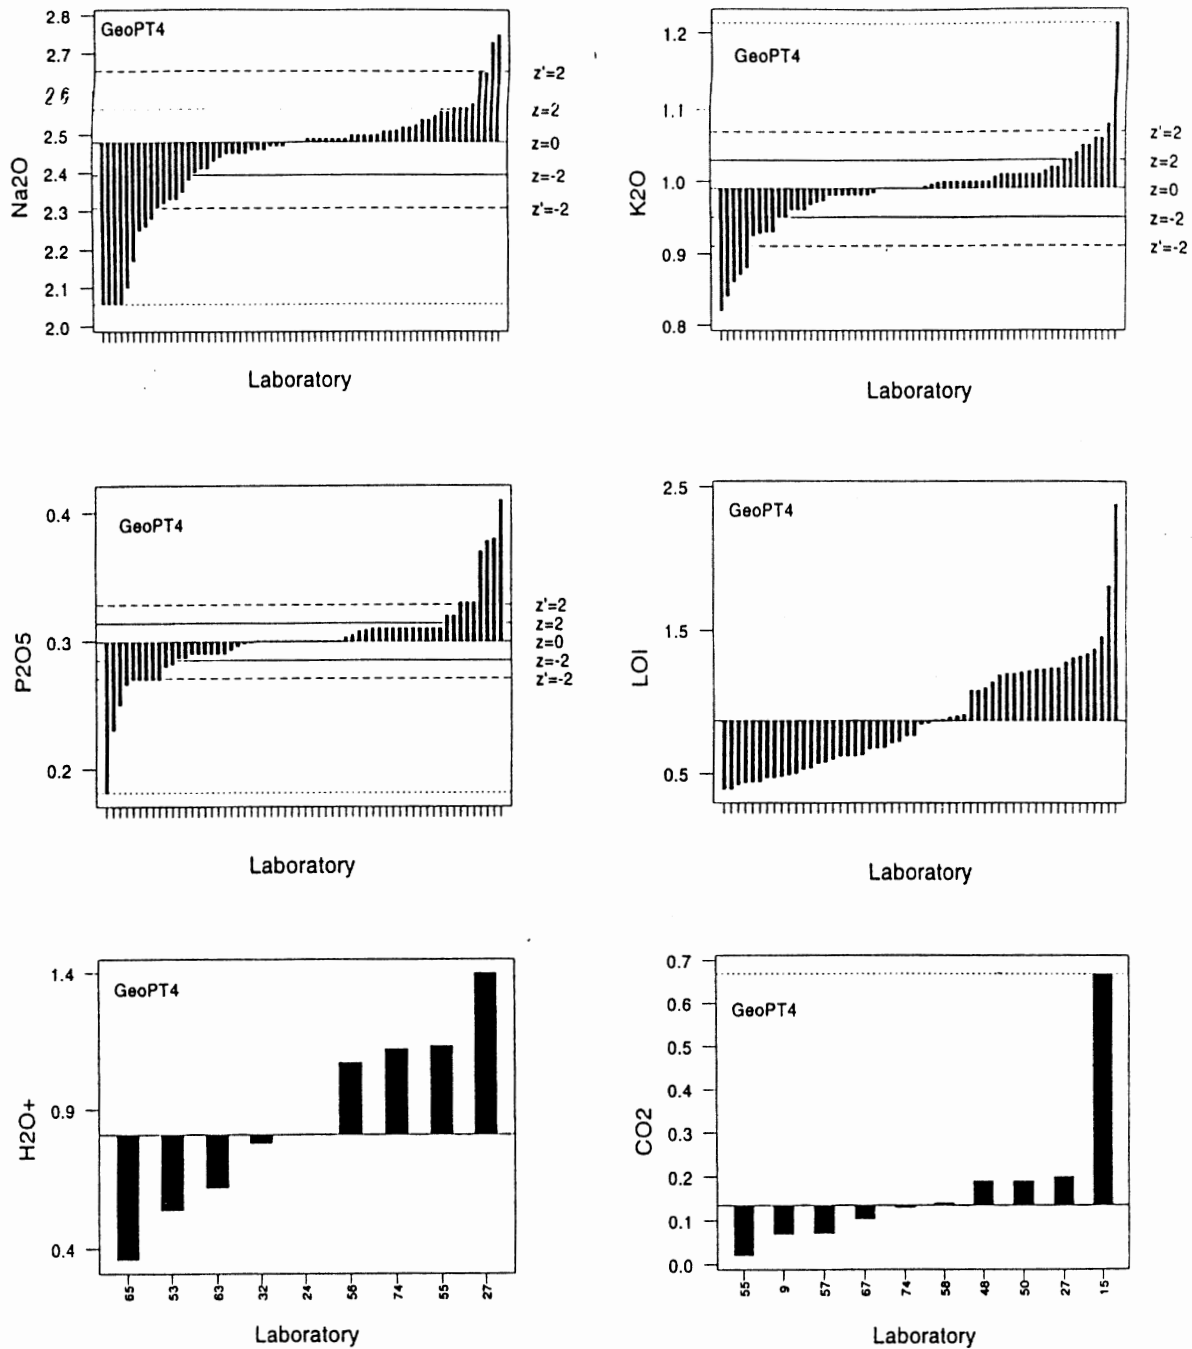 GeoPT4
Na2O
2.8
2.7
2.6
2.5
2.4
2.3
2.2
2.1
2.0
z'=2
z=2
z=0
z=-2
z'=-2
Laboratory
GeoPT4
K2O
1.2
1.1
1.0
0.9
0.8
z'=2
z=2
z=0
z=-2
z'=-2
Laboratory
GeoPT4
P2O5
0.4
0.3
0.2
z'=2
z=2
z=0
z=-2
z'=-2
Laboratory
GeoPT4
LOI
2.5
1.5
0.5
Laboratory
GeoPT4
H2O+
1.4
0.9
0.4
65 53 63 32 24 56 74 55 27
Laboratory
GeoPT4
CO2
0.7
0.6
0.5
0.4
0.3
0.2
0.1
0.0
55 9 57 67 74 58 48 50 27 15
Laboratory